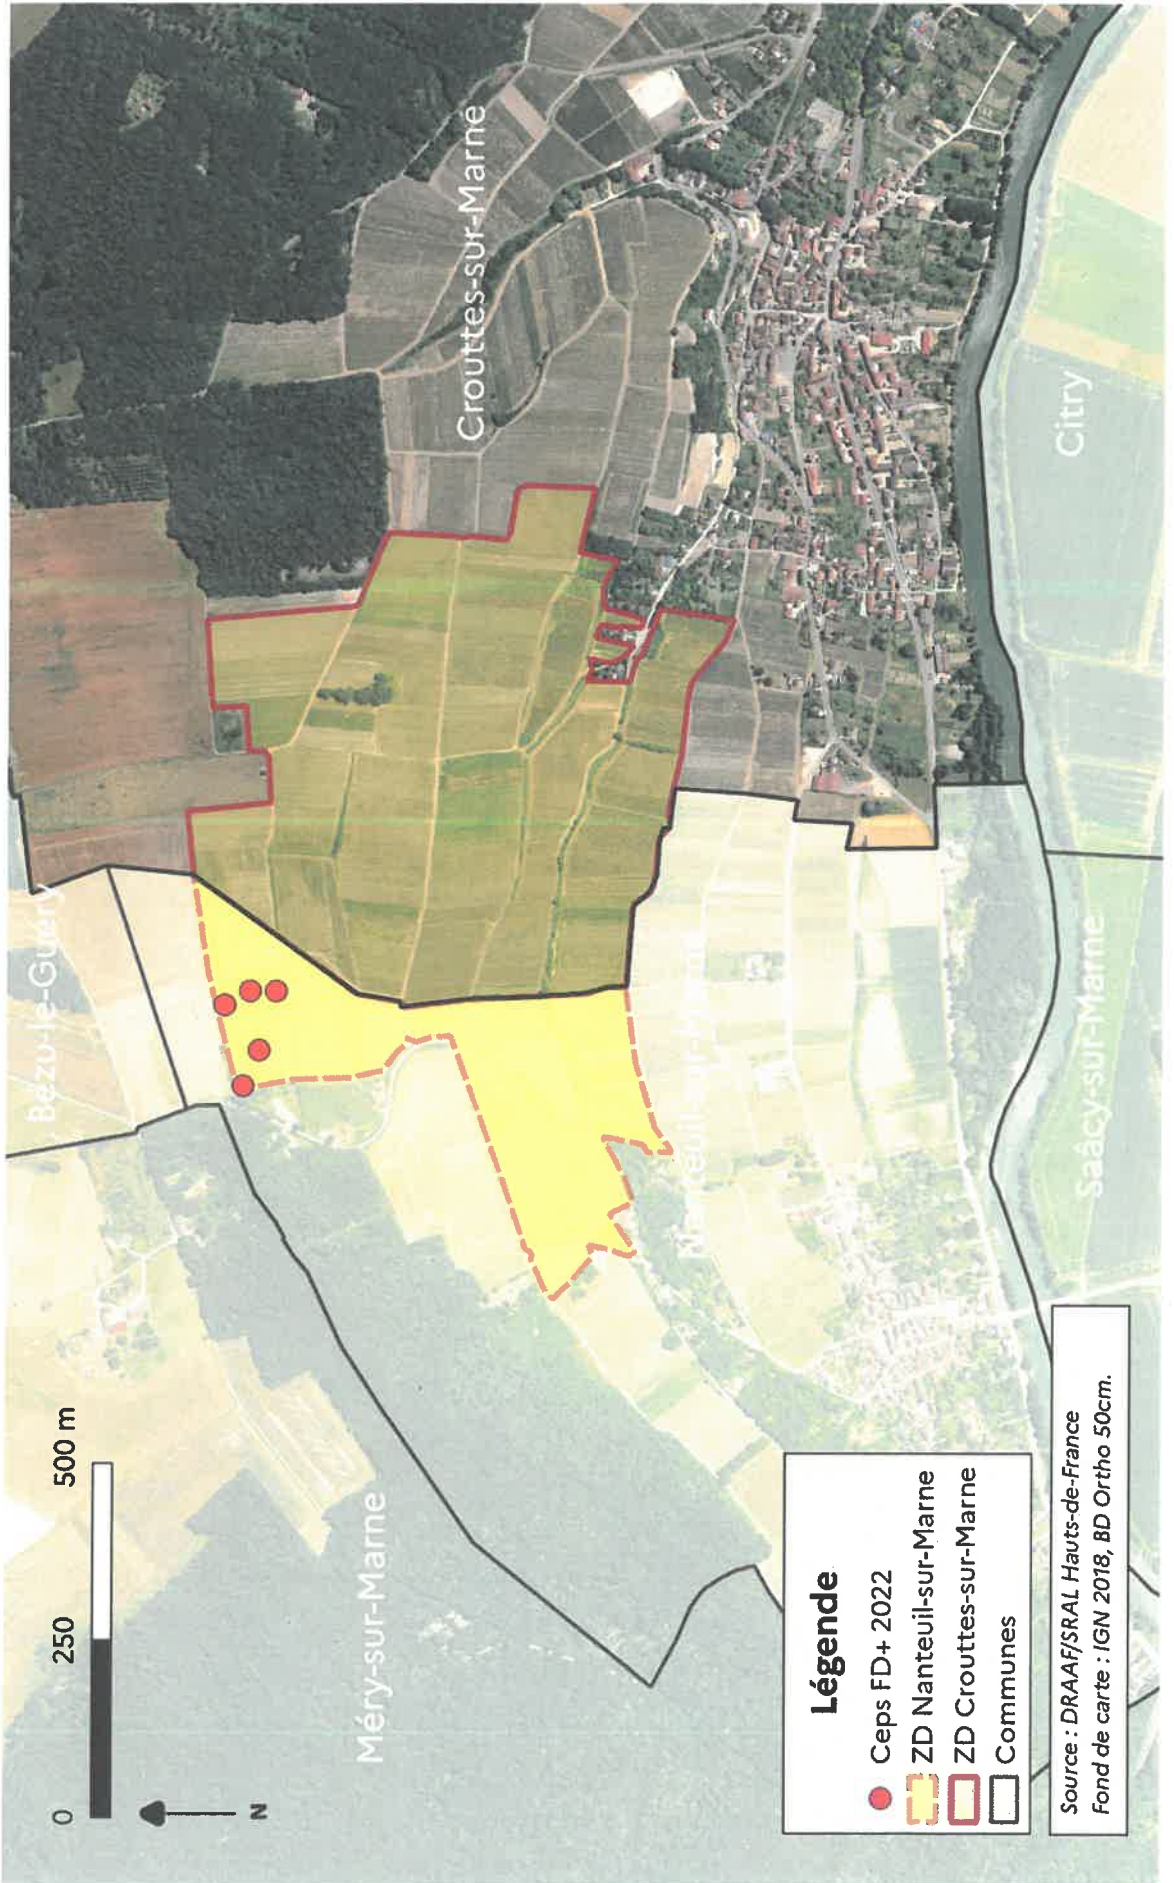 0 250 500 m
N
Bézu-le-Guéry
Méry-sur-Marne
Crouttes-sur-Marne
Nanteuil-sur-Marne
Citry
Saâcy-sur-Marne
Légende
Ceps FD+ 2022
ZD Nanteuil-sur-Marne
ZD Crouttes-sur-Marne
Communes
Source : DRAAF/SRAL Hauts-de-France
Fond de carte : IGN 2018, BD Ortho 50cm.